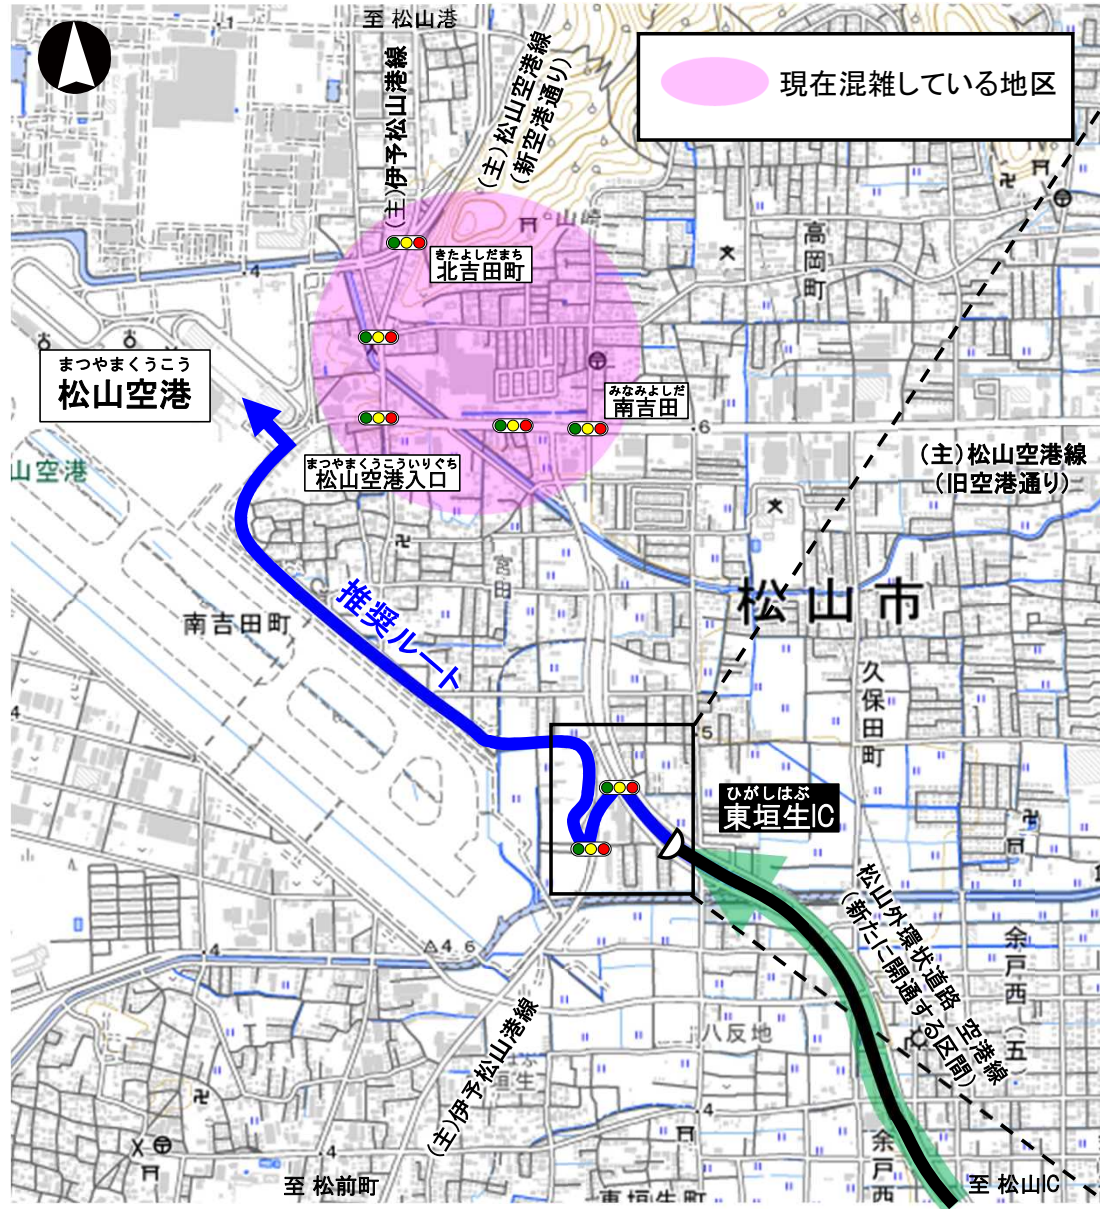 至 松山港
(主)伊予松山港線
(主)松山空港線
(新空港通り)
現在混雑している地区
高岡町
きたよしだまち
北吉田町
まつやまくうこう
松山空港
みなみよしだ
南吉田
まつやまくうこういりぐち
松山空港入口
(主)松山空港線
(旧空港通り)
山空港
南吉田町
推奨ルート
松山市
久保田町
ひがしはぶ
東垣生IC
松山外環状道路 空港線
(新たに開通する区間)
余戸西(五)
八反地
(主)伊予松山港線
余戸西
至 松前町
東垣生町
至 松山IC